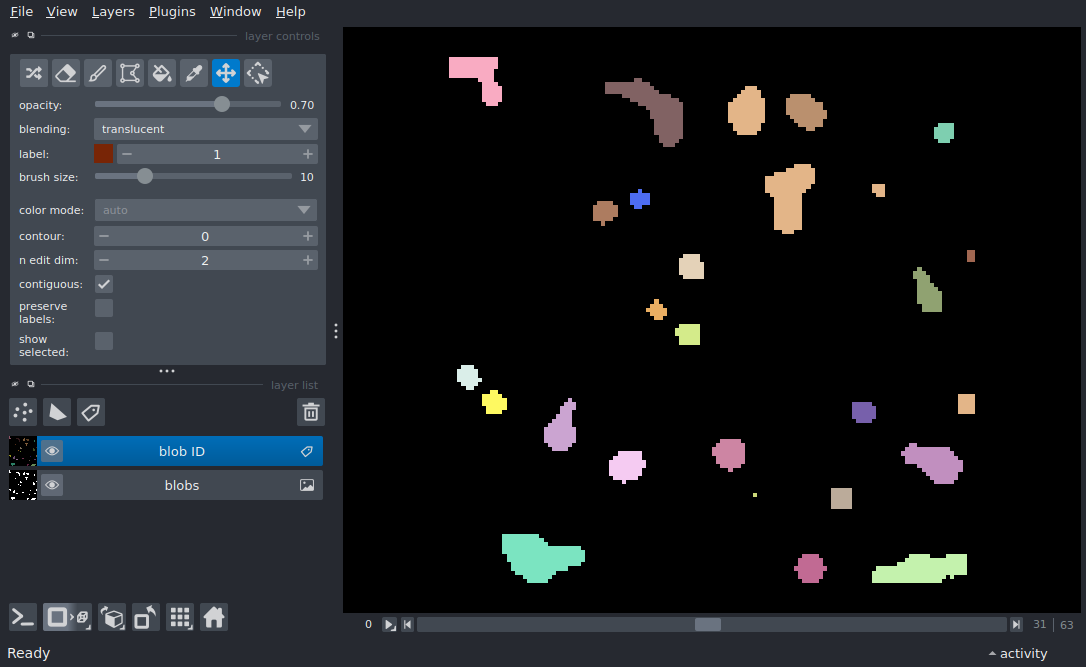 File View Layers Plugins Window Help
layer controls
opacity: 0.70
blending: translucent
label: 1
brush size: 10
color mode: auto
contour: 0
n edit dim: 2
contiguous:
preserve
labels:
show
selected:
layer list
blob ID
blobs
0 31 63
Ready activity